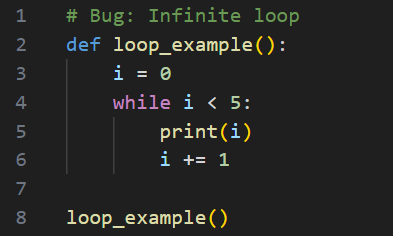 1 # Bug: Infinite loop
2 def loop_example():
3     i = 0
4     while i < 5:
5         print(i)
6         i += 1
7
8 loop_example()